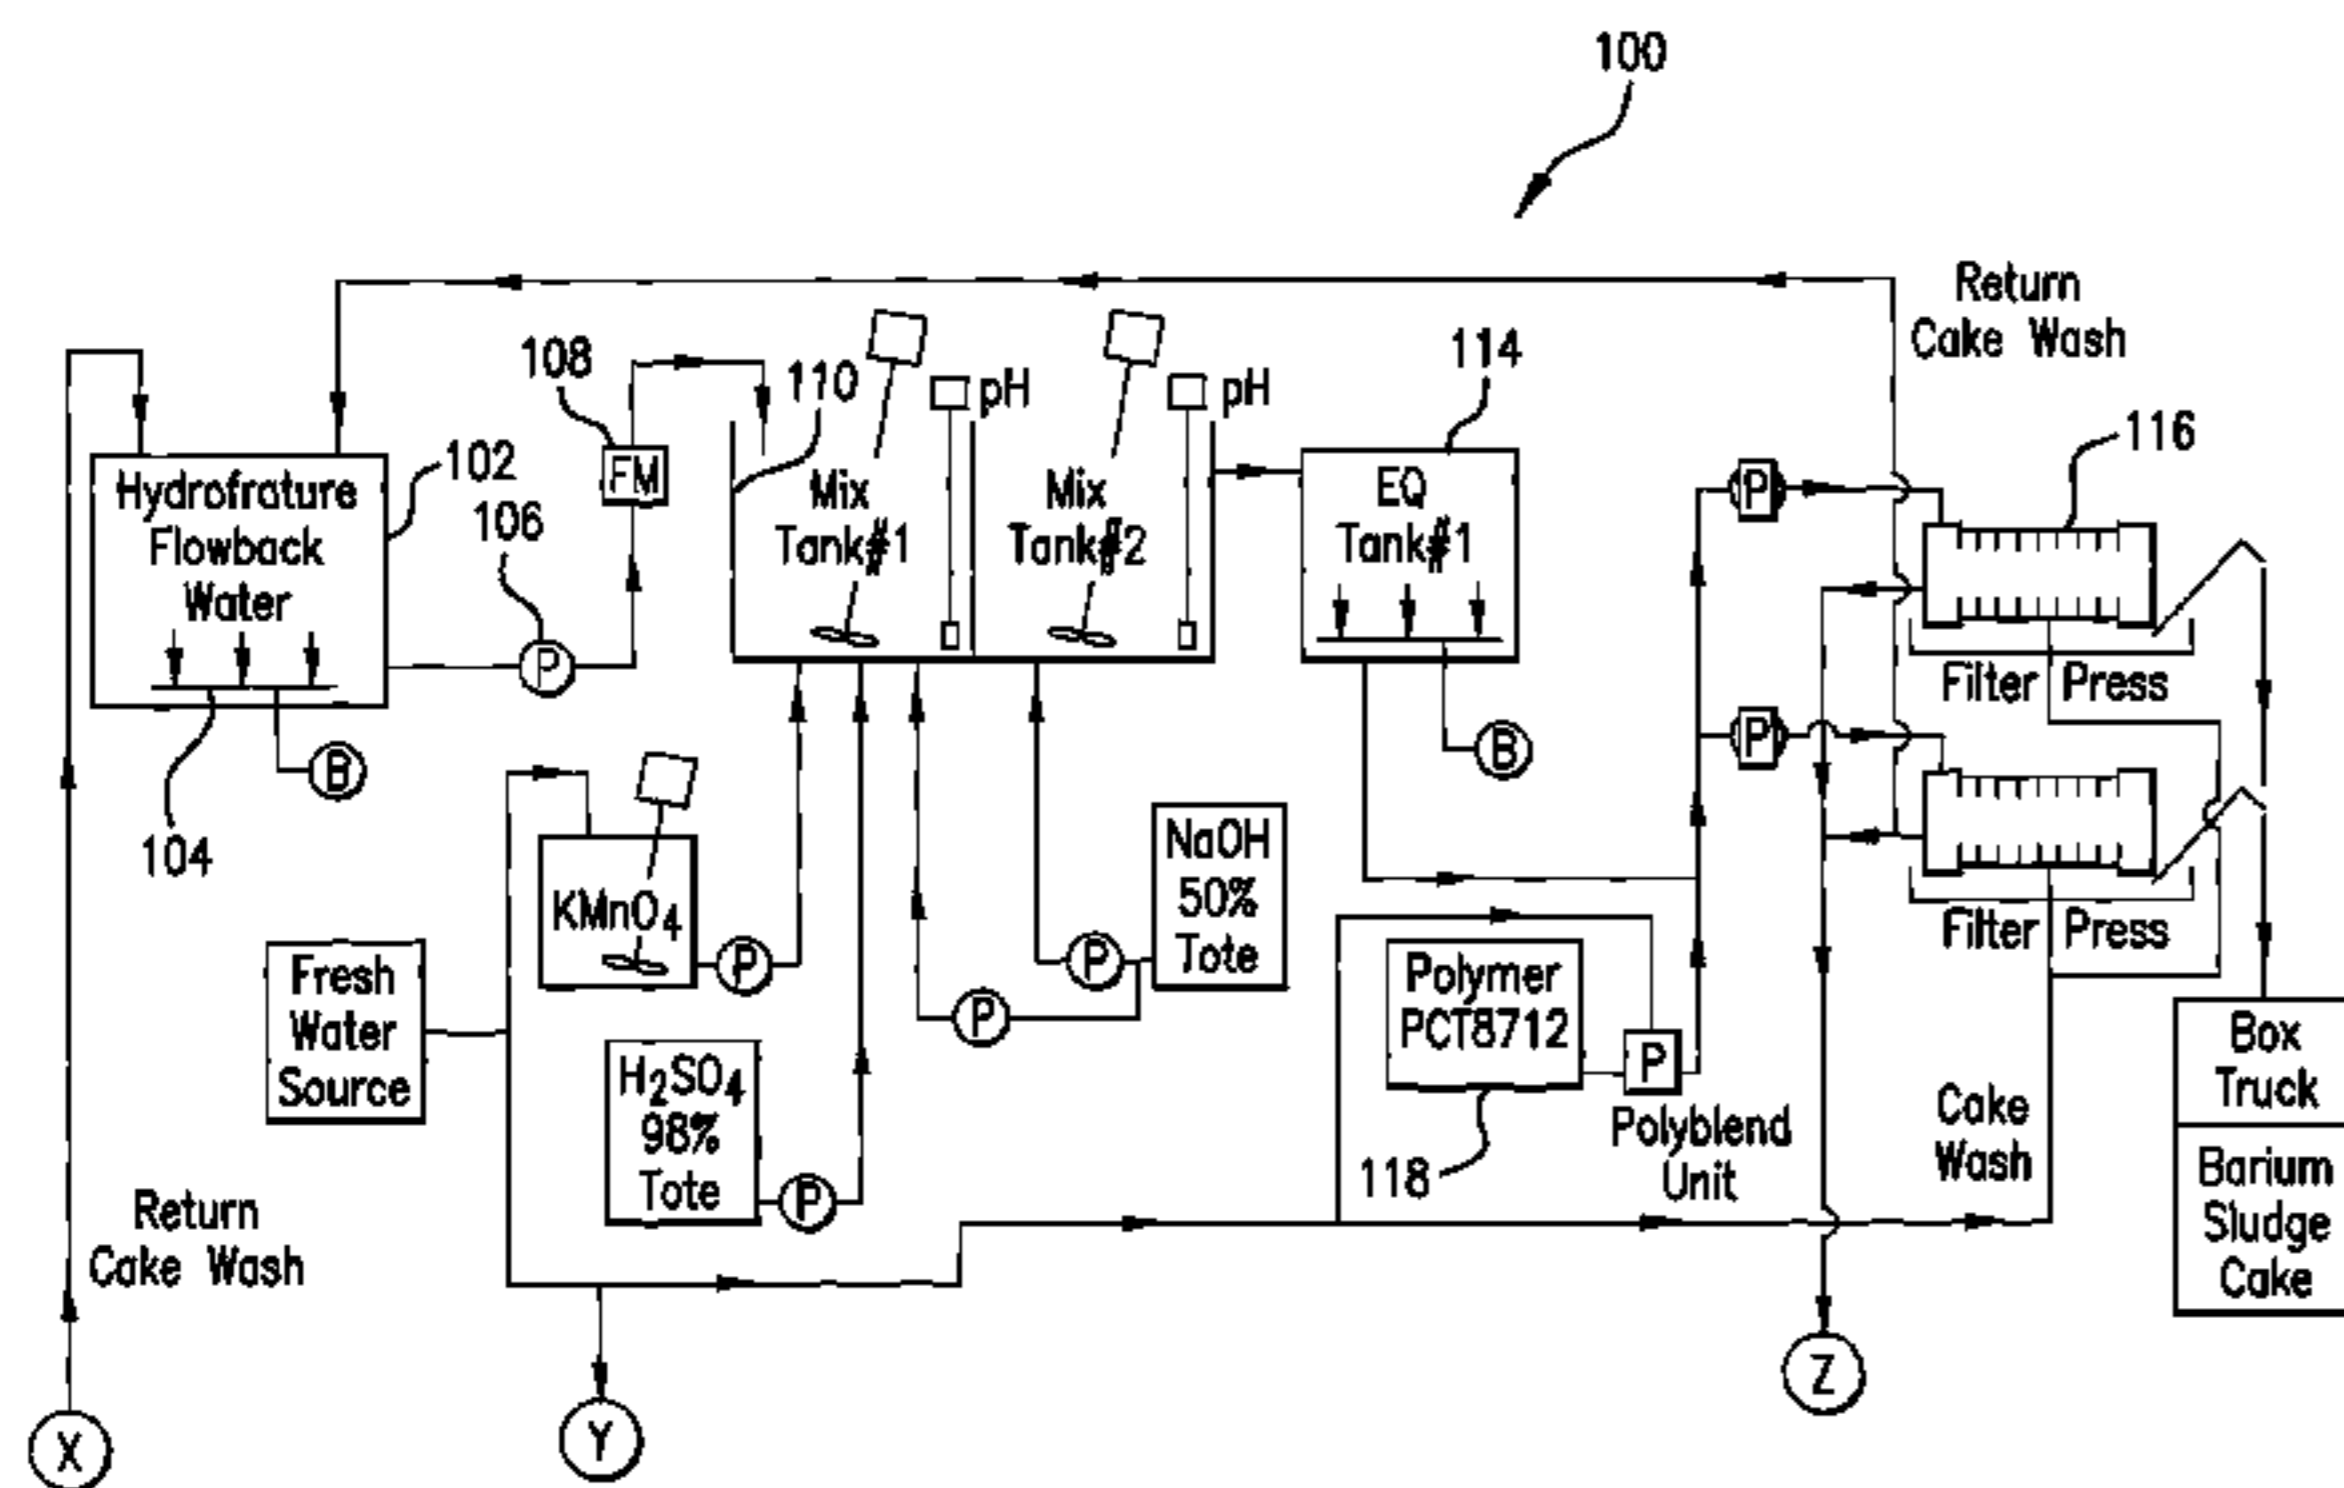 100
Return
Cake Wash
108
110
pH
pH
114
116
102
106
Hydrofrature
Flowback
Water
FM
Mix
Tank#1
Mix
Tank#2
EQ
Tank#1
P
P
Filter Press
P
B
B
104
KMnO4
P
NaOH
50%
Tote
P
P
Polymer
PCT8712
P
Polyblend
Unit
118
Filter Press
Fresh
Water
Source
H2SO4
98%
Tote
P
Cake
Wash
Box
Truck
Barium
Sludge
Cake
Return
Cake Wash
X
Y
Z